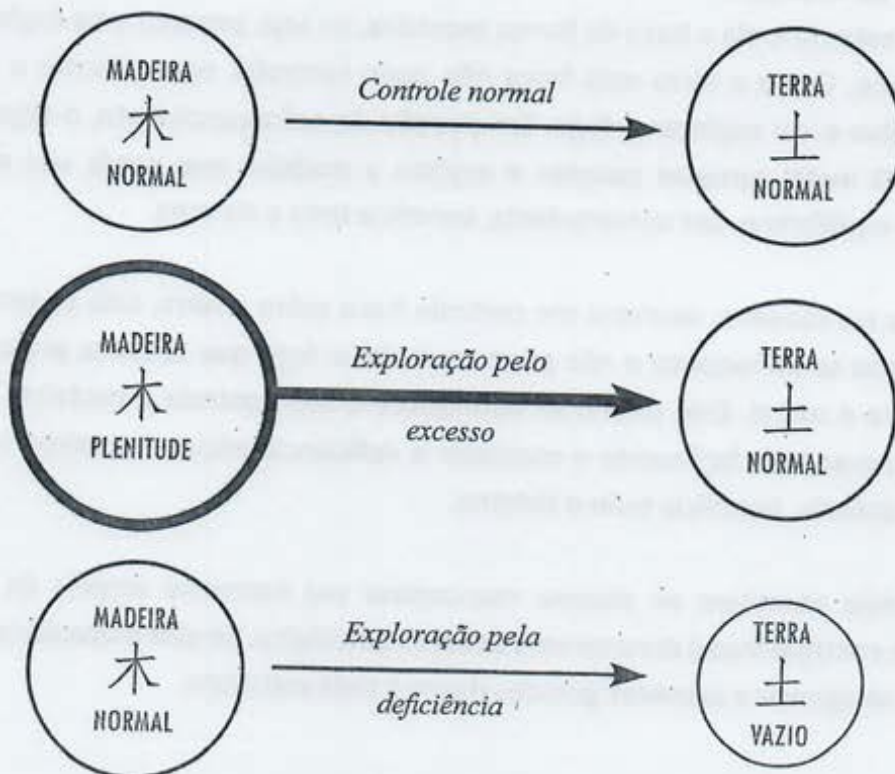 MADEIRA
木
NORMAL
Controle normal
TERRA
土
NORMAL
MADEIRA
木
PLENITUDE
Exploração pelo
excesso
TERRA
土
NORMAL
MADEIRA
木
NORMAL
Exploração pela
deficiência
TERRA
土
VAZIO